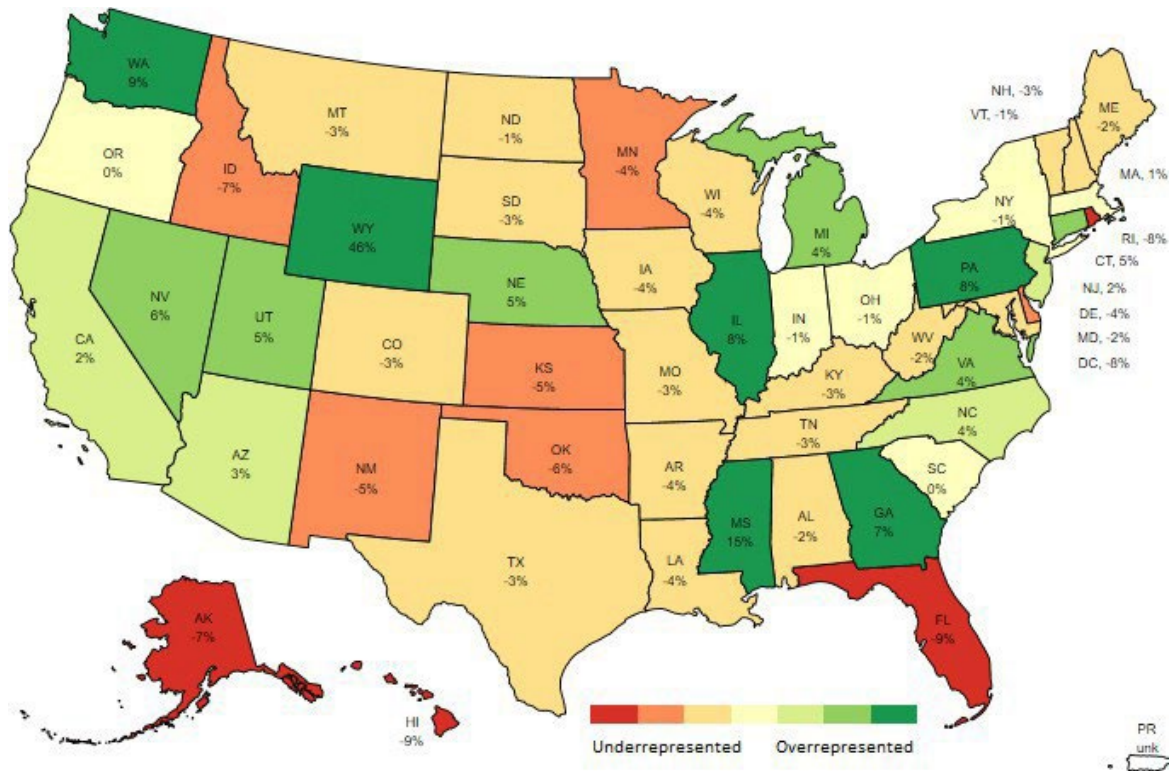 WA
9%
OR
0%
CA
2%
NV
6%
ID
-7%
MT
-3%
WY
46%
UT
5%
AZ
3%
CO
-3%
NM
-5%
ND
-1%
SD
-3%
NE
5%
KS
-5%
OK
-6%
TX
-3%
MN
-4%
IA
-4%
MO
-3%
AR
-4%
LA
-4%
WI
-4%
IL
8%
MI
4%
IN
-1%
OH
-1%
KY
-3%
TN
-3%
MS
15%
AL
-2%
GA
7%
FL
-9%
SC
0%
NC
4%
VA
4%
WV
-2%
PA
8%
NY
-1%
ME
-2%
NH, -3%
VT, -1%
MA, 1%
RI, -8%
CT, 5%
NJ, 2%
DE, -4%
MD, -2%
DC, -8%
AK
-7%
HI
-9%
Underrepresented Overrepresented
PR
unk